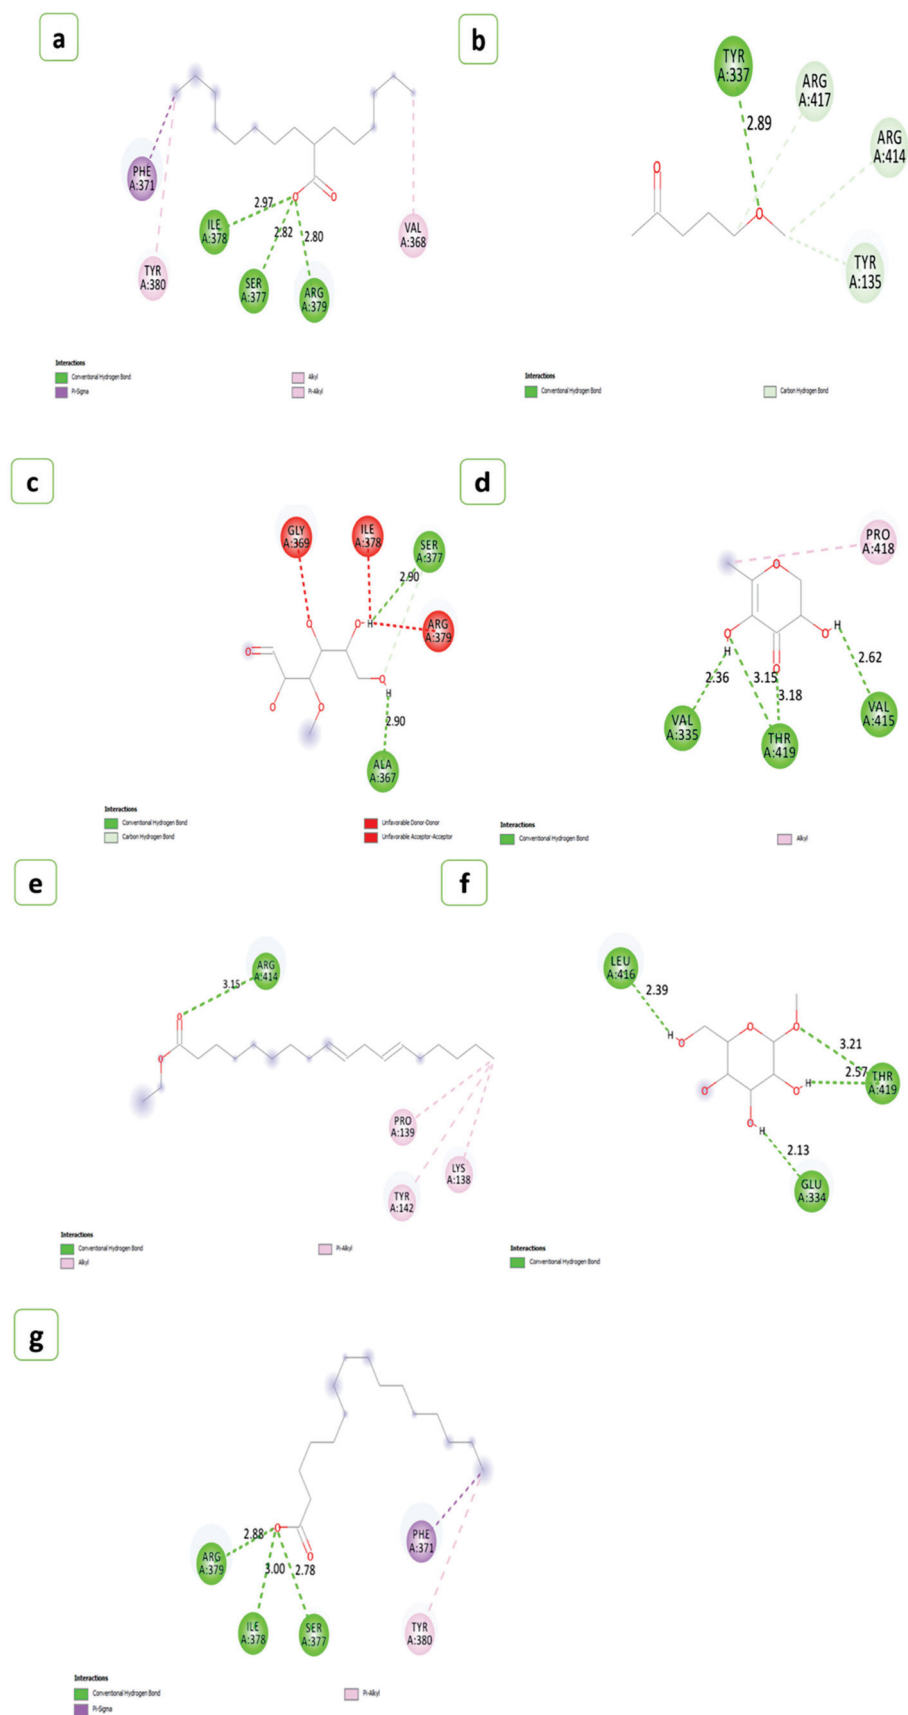 a
PHE
A:371
TYR
A:380
ILE
A:378
2.97
2.82
2.80
O
O
SER
A:377
ARG
A:379
VAL
A:368
Interactions
Conventional Hydrogen Bond
Pi-Sigma
Alkyl
Pi-Alkyl
b
TYR
A:337
2.89
ARG
A:417
ARG
A:414
TYR
A:135
O
O
Interactions
Conventional Hydrogen Bond
Carbon Hydrogen Bond
c
GLY
A:369
ILE
A:378
SER
A:377
2.90
ARG
A:379
O
O
O
H
O
O
O
H
2.90
ALA
A:367
Interactions
Conventional Hydrogen Bond
Carbon Hydrogen Bond
Unfavorable Donor-Donor
Unfavorable Acceptor-Acceptor
d
PRO
A:418
O
O
H
O
H
O
2.36
3.15
3.18
2.62
VAL
A:335
THR
A:419
VAL
A:415
Interactions
Conventional Hydrogen Bond
Alkyl
e
ARG
A:414
3.15
O
O
PRO
A:139
LYS
A:138
TYR
A:142
Interactions
Conventional Hydrogen Bond
Alkyl
Pi-Alkyl
f
LEU
A:416
2.39
H
O
O
O
3.21
2.57
THR
A:419
O
O
H
O
H
2.13
GLU
A:334
Interactions
Conventional Hydrogen Bond
g
2.88
O
O
ARG
A:379
3.00
2.78
ILE
A:378
SER
A:377
PHE
A:371
TYR
A:380
Interactions
Conventional Hydrogen Bond
Pi-Sigma
Pi-Alkyl